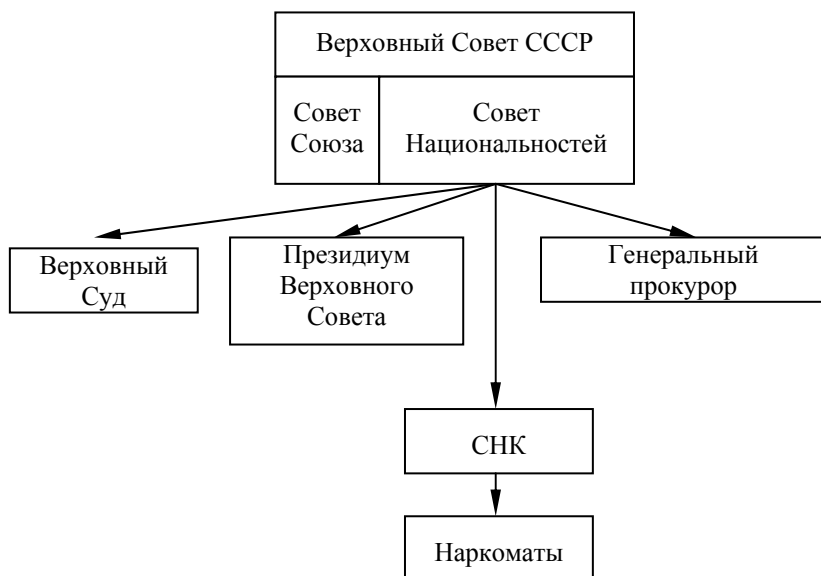 Верховный Совет СССР
Совет
Союза
Совет
Национальностей
Верховный
Суд
Президиум
Верховного
Совета
Генеральный
прокурор
СНК
Наркоматы